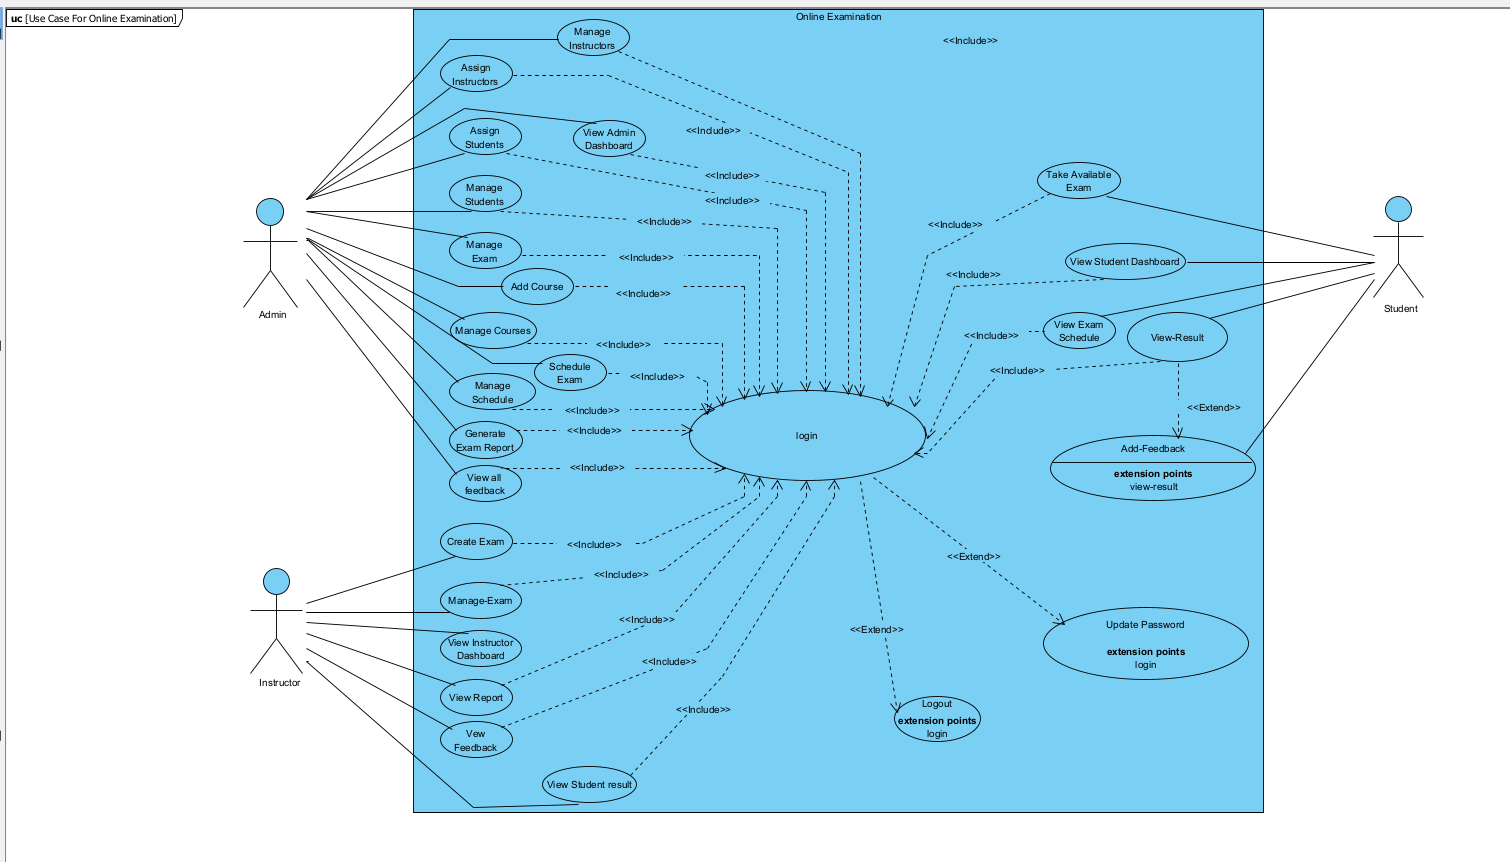 uc [Use Case For Online Examination]
Online Examination
Manage
Instructors
<<Include>>
Assign
Instructors
<<Include>>
Assign
Students
View Admin
Dashboard
<<Include>>
Take Available
Exam
Manage
Students
<<Include>>
<<Include>>
<<Include>>
Manage
Exam
<<Include>>
View Student Dashboard
<<Include>>
Add Course
<<Include>>
Admin
Student
Manage Courses
<<Include>>
View Exam
Schedule
<<Include>>
View-Result
Schedule
Exam
<<Include>>
<<Include>>
Manage
Schedule
<<Include>>
<<Extend>>
Generate
Exam Report
<<Include>>
login
Add-Feedback
extension points
view-result
View all
feedback
<<Include>>
Create Exam
<<Include>>
<<Extend>>
Manage-Exam
<<Include>>
<<Include>>
<<Extend>>
Update Password
extension points
login
View Instructor
Dashboard
<<Include>>
Instructor
View Report
<<Include>>
Logout
extension points
login
Vew
Feedback
View Student result